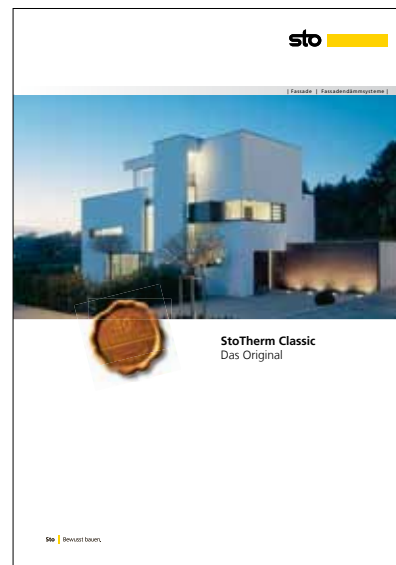 sto
| Fassade | Fassadendämmsysteme |
StoTherm Classic
Das Original
Sto | Bewusst bauen.